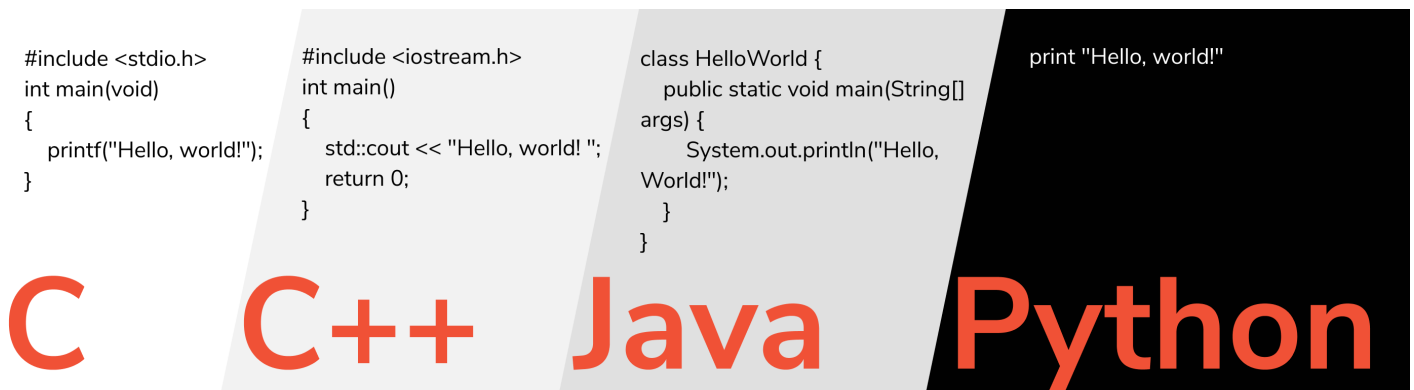 #include <stdio.h>
int main(void)
{
    printf("Hello, world!");
}
C
#include <iostream.h>
int main()
{
    std::cout << "Hello, world! ";
    return 0;
}
C++
class HelloWorld {
    public static void main(String[]
args) {
        System.out.println("Hello,
World!");
    }
}
Java
print "Hello, world!"
Python